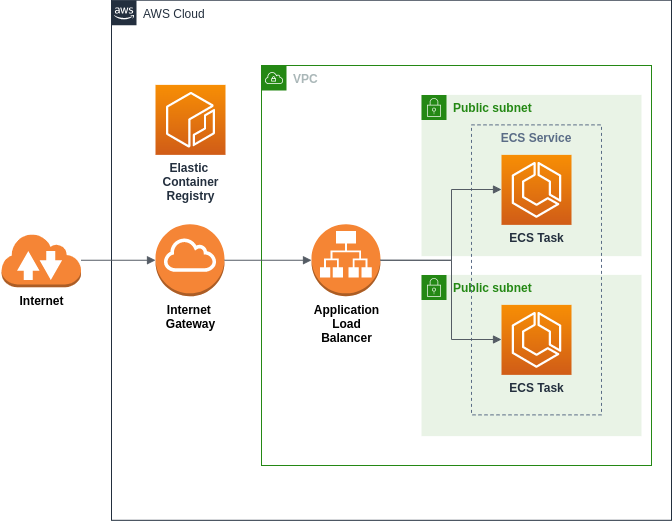 aws
AWS Cloud
VPC
Public subnet
ECS Service
Elastic
Container
Registry
ECS Task
Internet
Internet
Gateway
Application
Load
Balancer
Public subnet
ECS Task